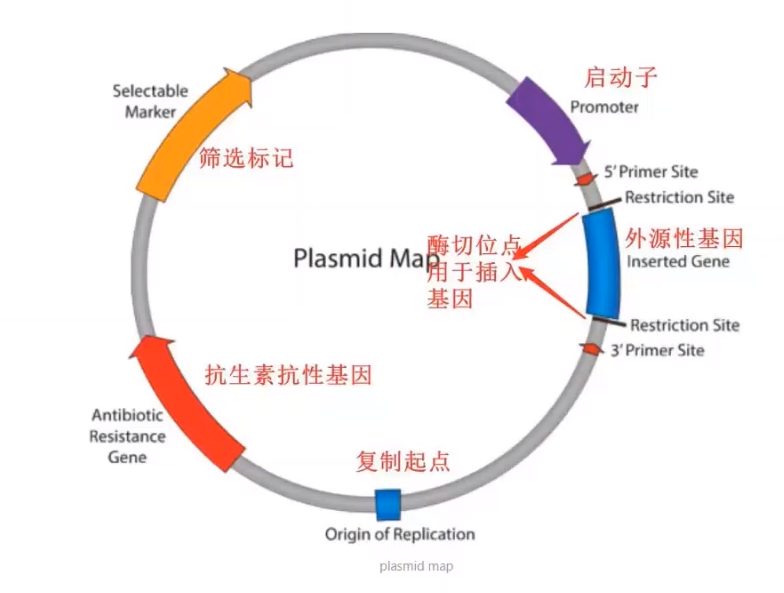 启动子
Selectable
Marker
Promoter
筛选标记
5' Primer Site
Restriction Site
Plasmid Map
酶切位点
用于插入
基因
外源性基因
Inserted Gene
Restriction Site
3' Primer Site
抗生素抗性基因
Antibiotic
Resistance
Gene
复制起点
Origin of Replication
plasmid map